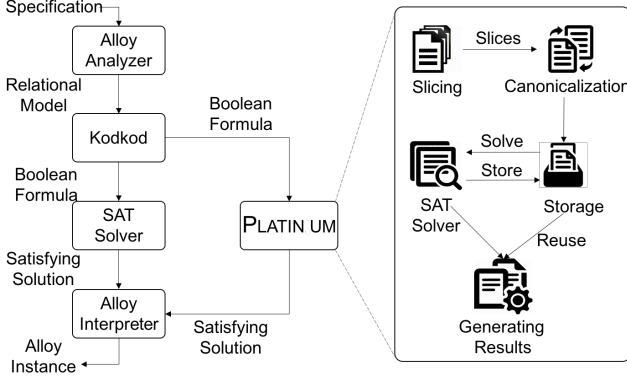 Specification
Alloy
Analyzer
Relational
Model
Kodkod
Boolean
Formula
Boolean
Formula
SAT
Solver
PLATIN UM
Satisfying
Solution
Alloy
Interpreter
Satisfying
Solution
Alloy
Instance
Slices
Slicing
Canonicalization
Solve
Store
SAT
Solver
Storage
Reuse
Generating
Results